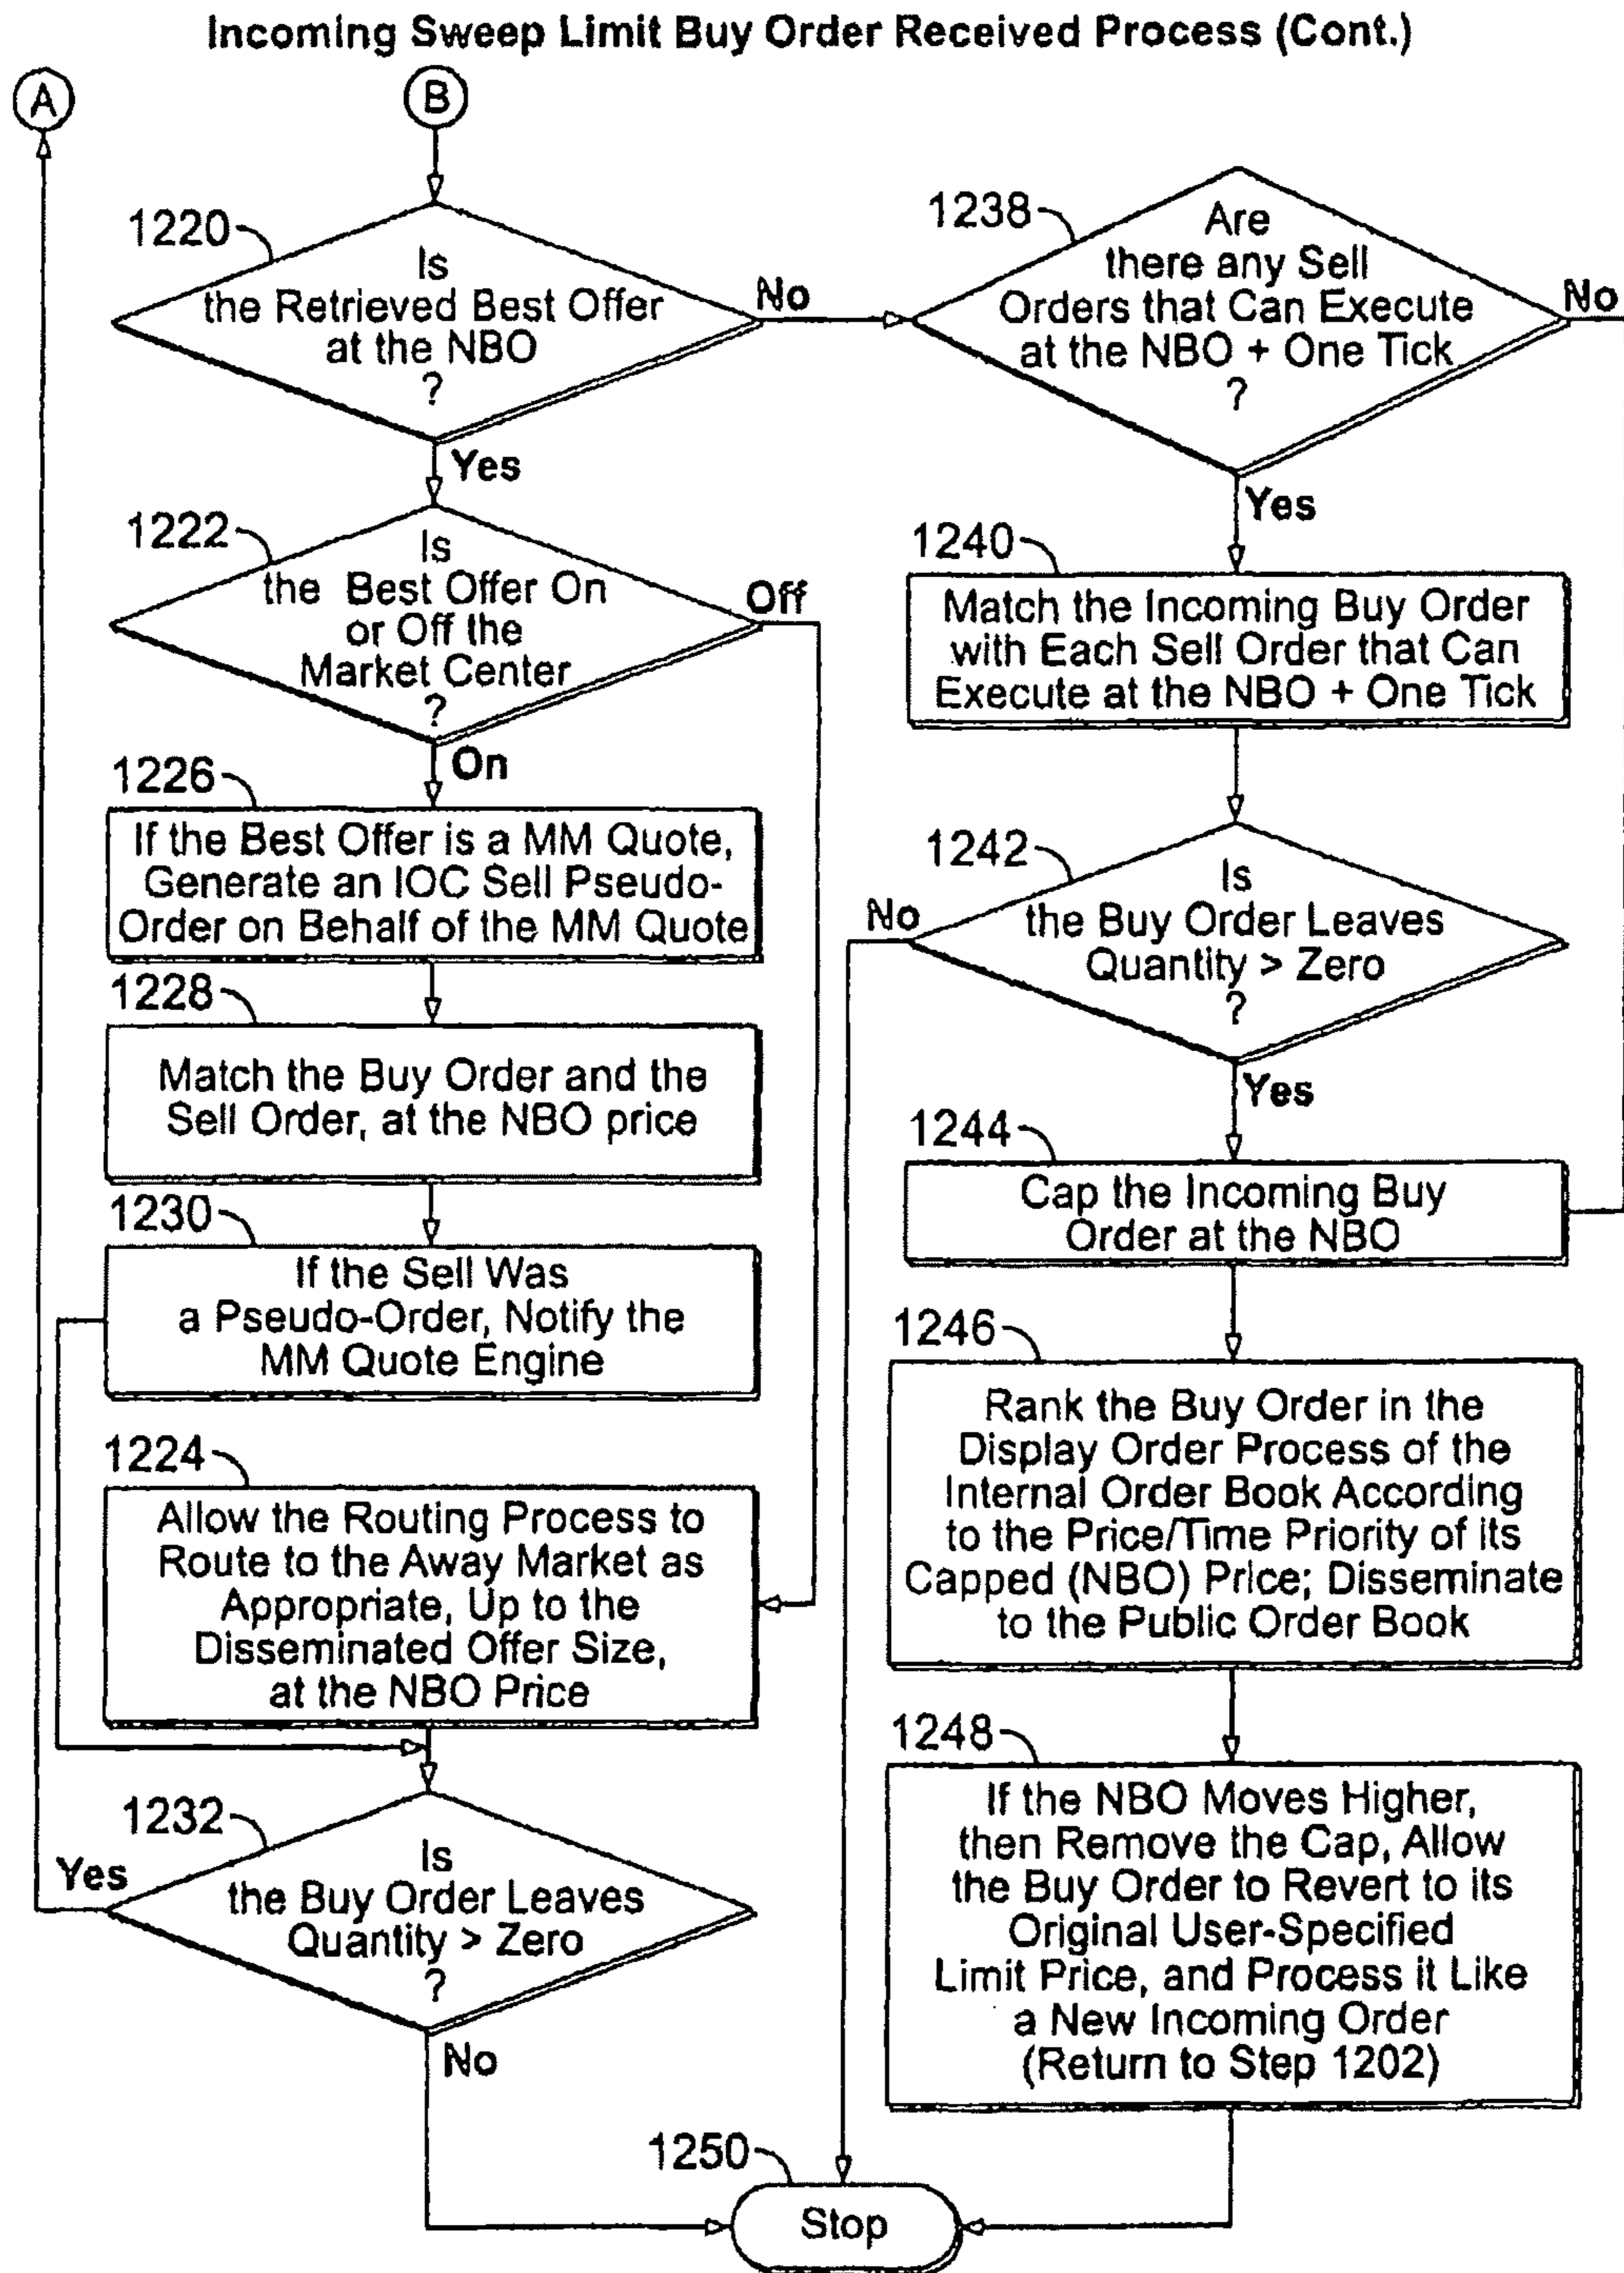 Incoming Sweep Limit Buy Order Received Process (Cont.)
A
B
1220
Is
the Retrieved Best Offer
at the NBO
?
No
Yes
1222
Is
the Best Offer On
or Off the
Market Center
?
Off
On
1226
If the Best Offer is a MM Quote,
Generate an IOC Sell Pseudo-
Order on Behalf of the MM Quote
1228
Match the Buy Order and the
Sell Order, at the NBO price
1230
If the Sell Was
a Pseudo-Order, Notify the
MM Quote Engine
1224
Allow the Routing Process to
Route to the Away Market as
Appropriate, Up to the
Disseminated Offer Size,
at the NBO Price
1232
Is
the Buy Order Leaves
Quantity > Zero
?
Yes
No
1238
Are
there any Sell
Orders that Can Execute
at the NBO + One Tick
?
No
Yes
1240
Match the Incoming Buy Order
with Each Sell Order that Can
Execute at the NBO + One Tick
1242
Is
the Buy Order Leaves
Quantity > Zero
?
No
Yes
1244
Cap the Incoming Buy
Order at the NBO
1246
Rank the Buy Order in the
Display Order Process of the
Internal Order Book According
to the Price/Time Priority of its
Capped (NBO) Price; Disseminate
to the Public Order Book
1248
If the NBO Moves Higher,
then Remove the Cap, Allow
the Buy Order to Revert to its
Original User-Specified
Limit Price, and Process it Like
a New Incoming Order
(Return to Step 1202)
1250
Stop